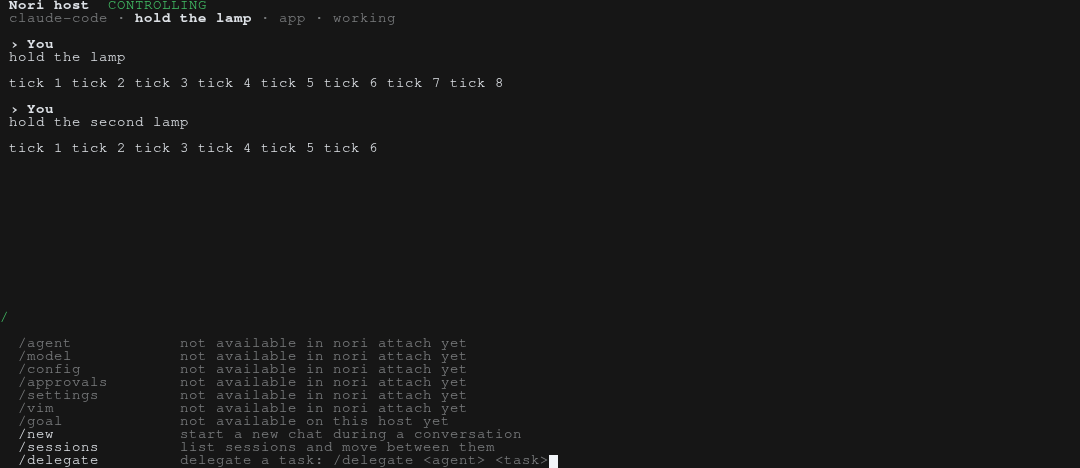 Nori host  CONTROLLING
claude-code · hold the lamp · app · working
› You
hold the lamp
tick 1 tick 2 tick 3 tick 4 tick 5 tick 6 tick 7 tick 8
› You
hold the second lamp
tick 1 tick 2 tick 3 tick 4 tick 5 tick 6
/
/agent            not available in nori attach yet
/model            not available in nori attach yet
/config           not available in nori attach yet
/approvals        not available in nori attach yet
/settings         not available in nori attach yet
/vim              not available in nori attach yet
/goal             not available on this host yet
/new              start a new chat during a conversation
/sessions         list sessions and move between them
/delegate         delegate a task: /delegate <agent> <task>